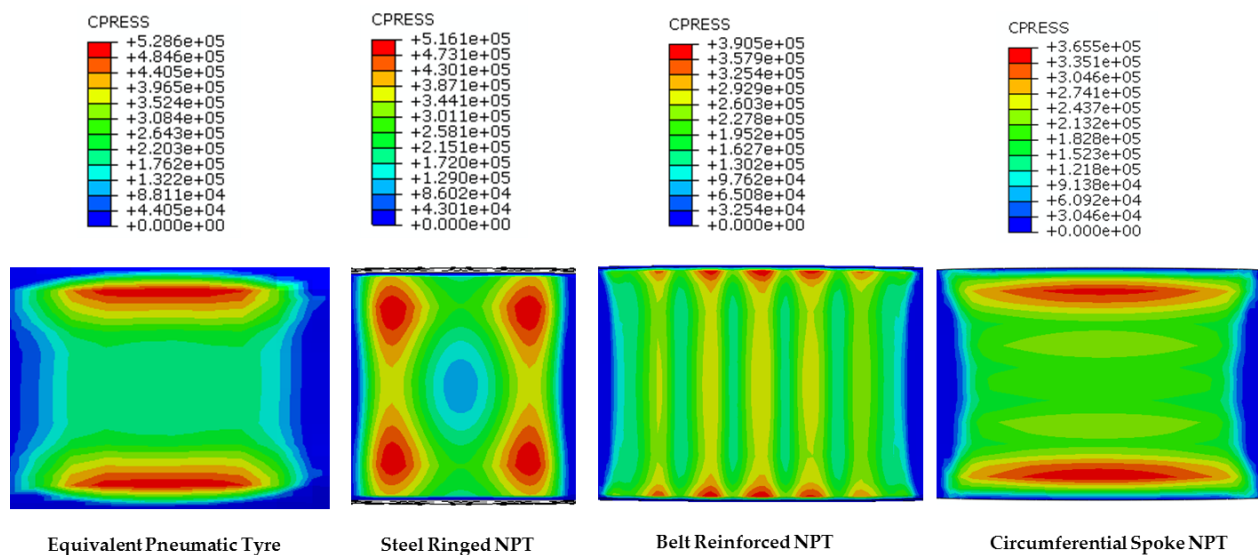 CPRESS
+5.286e+05
+4.846e+05
+4.405e+05
+3.965e+05
+3.524e+05
+3.084e+05
+2.643e+05
+2.203e+05
+1.762e+05
+1.322e+05
+8.811e+04
+4.405e+04
+0.000e+00
CPRESS
+5.161e+05
+4.731e+05
+4.301e+05
+3.871e+05
+3.441e+05
+3.011e+05
+2.581e+05
+2.151e+05
+1.720e+05
+1.290e+05
+8.602e+04
+4.301e+04
+0.000e+00
CPRESS
+3.905e+05
+3.579e+05
+3.254e+05
+2.929e+05
+2.603e+05
+2.278e+05
+1.952e+05
+1.627e+05
+1.302e+05
+9.762e+04
+6.508e+04
+3.254e+04
+0.000e+00
CPRESS
+3.655e+05
+3.351e+05
+3.046e+05
+2.741e+05
+2.437e+05
+2.132e+05
+1.828e+05
+1.523e+05
+1.218e+05
+9.138e+04
+6.092e+04
+3.046e+04
+0.000e+00
Equivalent Pneumatic Tyre
Steel Ringed NPT
Belt Reinforced NPT
Circumferential Spoke NPT